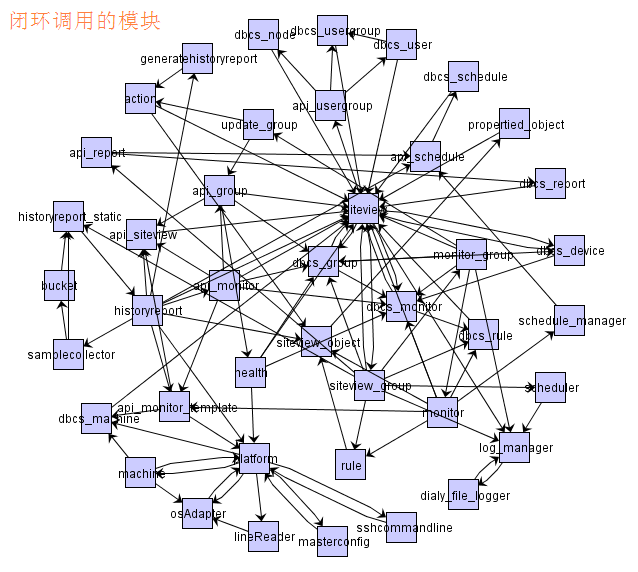 闭环调用的模块
dbcs_node
dbcs_usergroup
dbcs_user
generatehistoryreport
dbcs_schedule
action
api_usergroup
update_group
propertied_object
api_report
api_schedule
dbcs_report
api_group
siteview
historyreport_static
api_siteview
monitor_group
dbcs_device
dbcs_group
bucket
api_monitor
dbcs_monitor
historyreport
schedule_manager
dbcs_rule
siteview_object
samplecollector
health
siteview_group
scheduler
api_monitor_template
dbcs_machine
monitor
log_manager
platform
rule
machine
dialy_file_logger
osAdapter
sshcommandline
lineReader
masterconfig